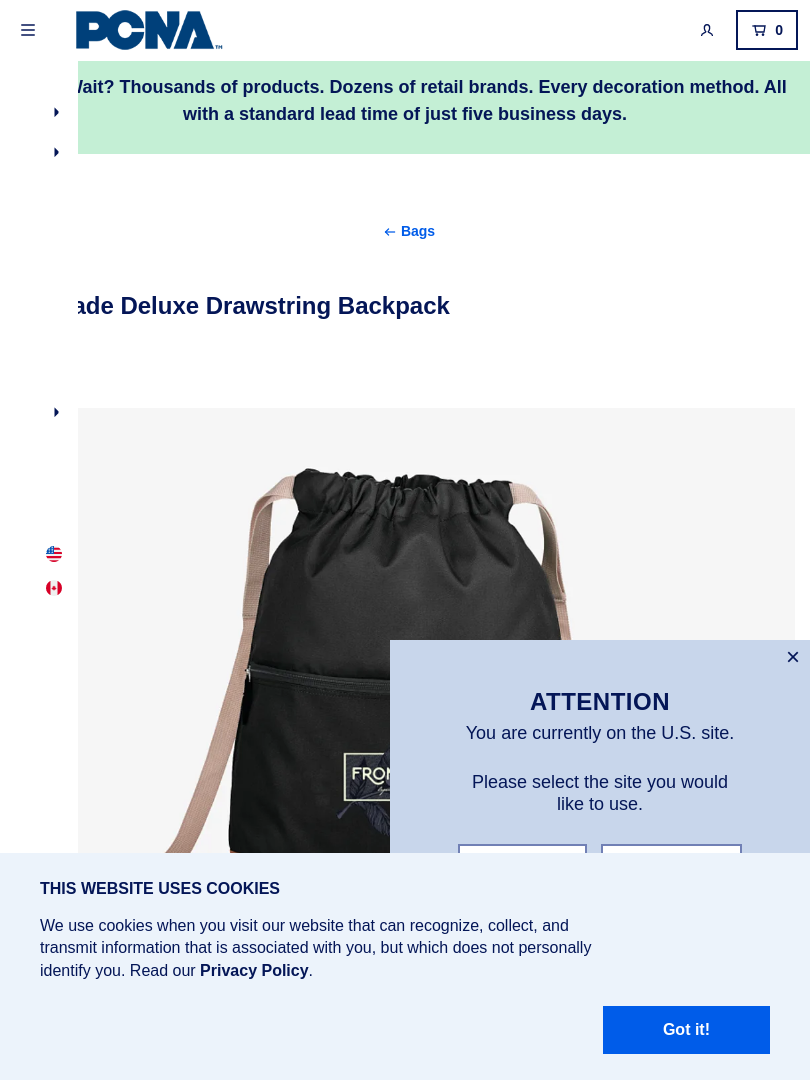 PCNA™
0
Wait? Thousands of products. Dozens of retail brands. Every decoration method. All
with a standard lead time of just five business days.
← Bags
Deluxe Drawstring Backpack
ATTENTION
You are currently on the U.S. site.
Please select the site you would
like to use.
THIS WEBSITE USES COOKIES
We use cookies when you visit our website that can recognize, collect, and
transmit information that is associated with you, but which does not personally
identify you. Read our Privacy Policy.
Got it!